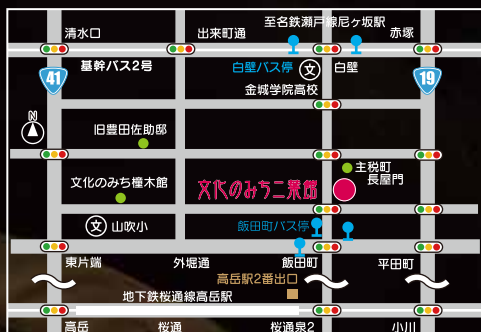 至名鉄瀬戸線尼ヶ坂駅
清水口
出来町通
赤塚
基幹バス2号
白壁バス停
文
白壁
41
19
金城学院高校
N
旧豊田佐助邸
主税町
長屋門
文化のみち橦木館
文化のみち二葉館
文
山吹小
飯田町バス停
東片端
外堀通
飯田町
平田町
高岳駅2番出口
地下鉄桜通線高岳駅
高岳
桜通
桜通泉2
小川